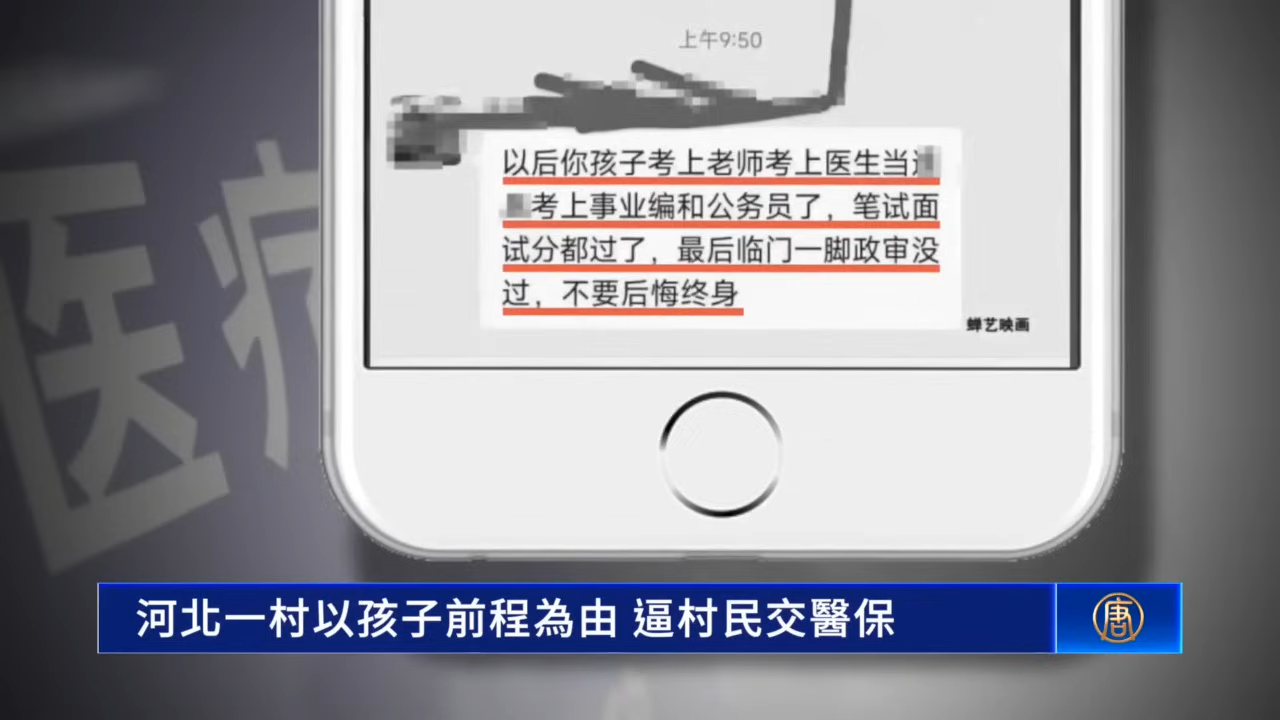 上午9:50
以后你孩子考上老师考上医生当
考上事业编和公务员了，笔试面
试分都过了，最后临门一脚政审没
过，不要后悔终身
蝉艺映画
医疗
河北一村以孩子前程為由 逼村民交醫保
唐